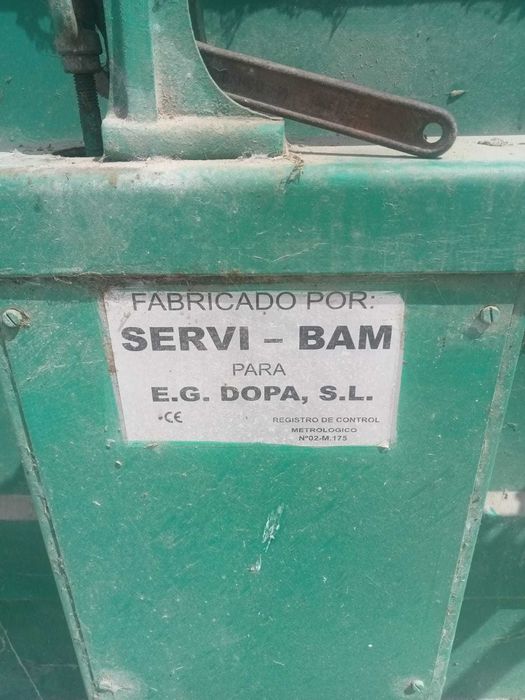 FABRICADO POR:
SERVI - BAM
PARA
E.G. DOPA, S.L.
CE
REGISTRO DE CONTROL
METROLOGICO
Nº02-M.175